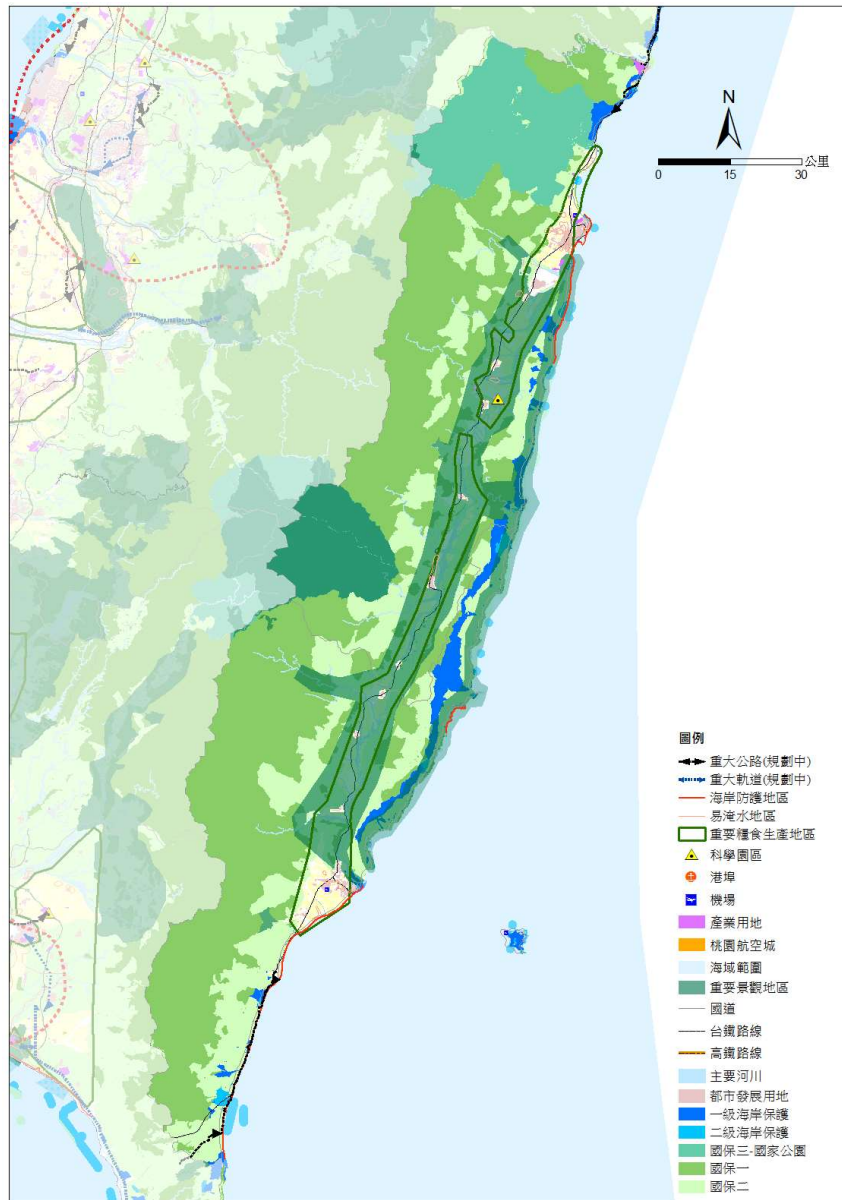 N
公里
0 15 30
圖例
重大公路(規劃中)
重大軌道(規劃中)
海岸防護地區
易淹水地區
重要糧食生產地區
科學園區
港埠
機場
產業用地
桃園航空城
海域範圍
重要景觀地區
國道
台鐵路線
高鐵路線
主要河川
都市發展用地
一級海岸保護
二級海岸保護
國保三-國家公園
國保一
國保二